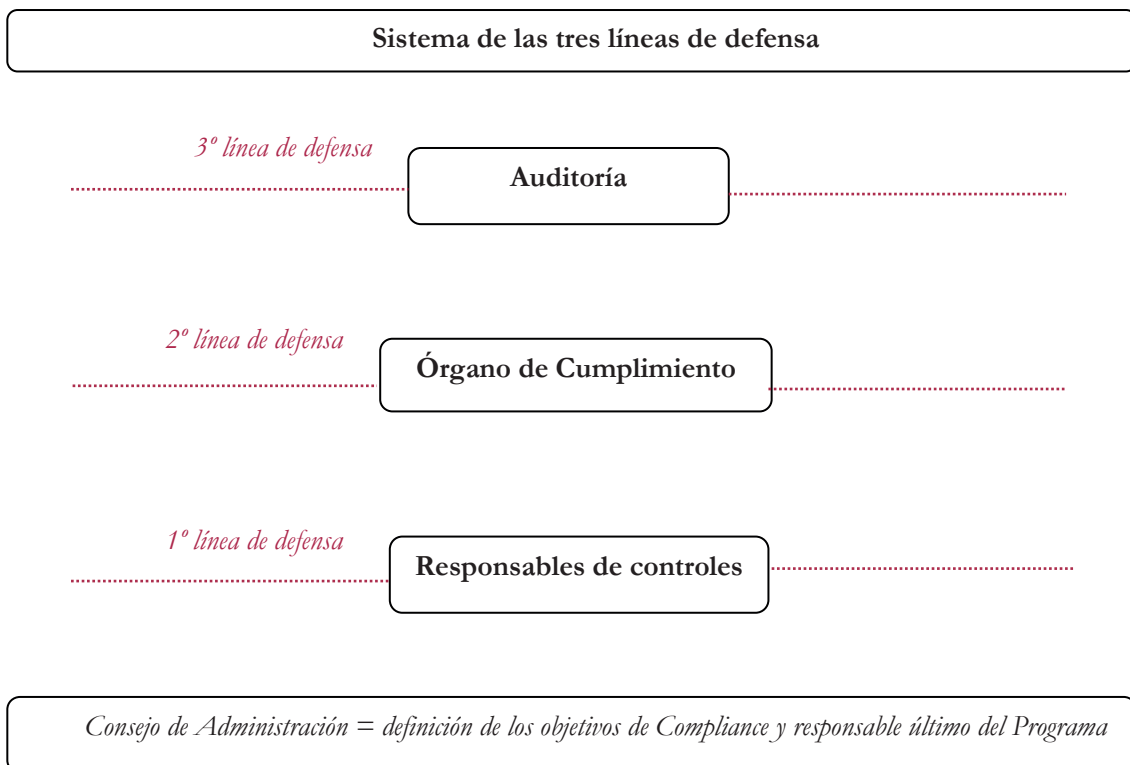 Sistema de las tres líneas de defensa
3º línea de defensa
Auditoría
2º línea de defensa
Órgano de Cumplimiento
1º línea de defensa
Responsables de controles
Consejo de Administración = definición de los objetivos de Compliance y responsable último del Programa